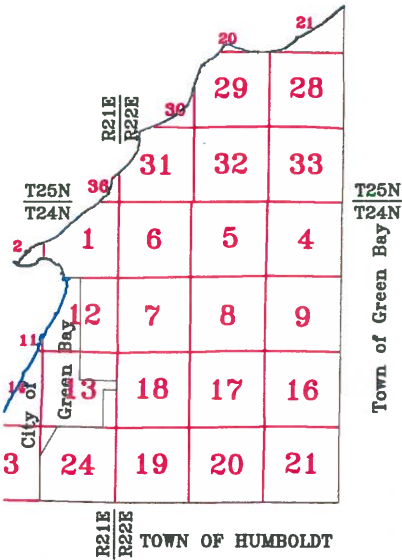 21
20
29 28
30
R21E
R22E
31 32 33
36
T25N
T24N
T25N
T24N
2
1 6 5 4
12 7 8 9
11
Town of Green Bay
City of Green Bay
14
13 18 17 16
3 24 19 20 21
R21E
R22E
TOWN OF HUMBOLDT